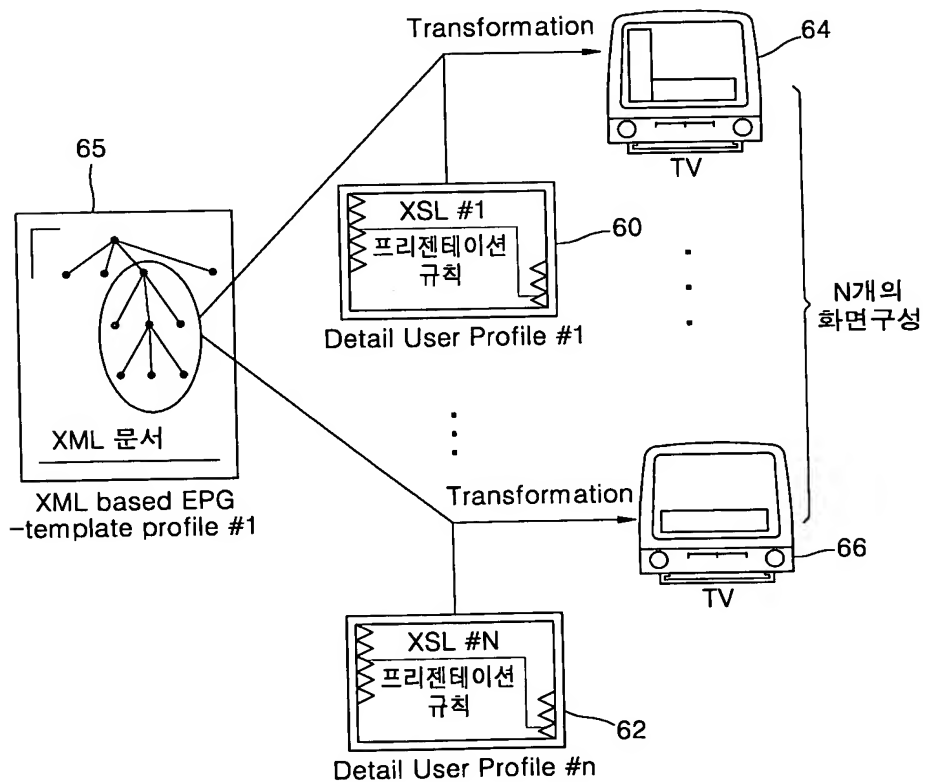 Transformation
64
TV
65
XML 문서
XML based EPG
-template profile #1
XSL #1
프리젠테이션
규칙
60
Detail User Profile #1
N개의
화면구성
Transformation
66
TV
XSL #N
프리젠테이션
규칙
62
Detail User Profile #n